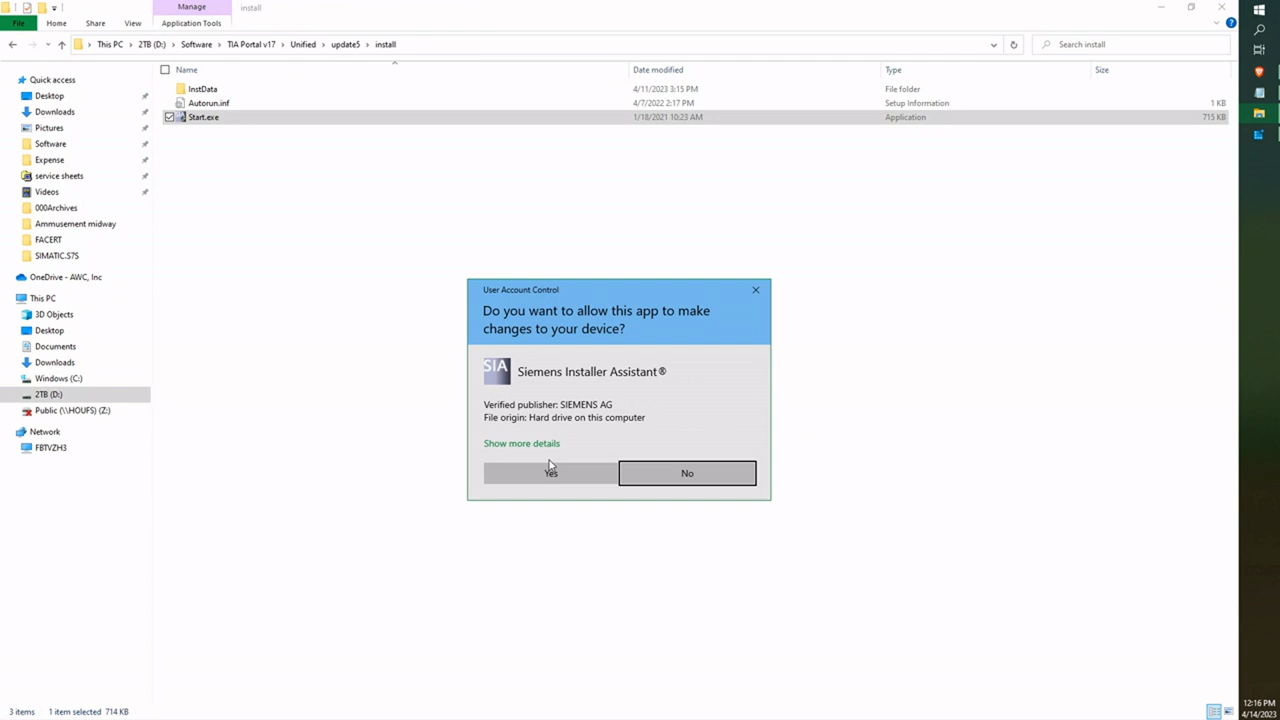 Manage
install
File
Home
Share
View
Application Tools
This PC
2TB (D:)
Software
TIA Portal v17
Unified
update5
install
Search install
Name
Date modified
Type
Size
InstData
4/11/2023 3:15 PM
File folder
Autorun.inf
4/7/2022 2:17 PM
Setup Information
1 KB
Start.exe
1/18/2021 10:23 AM
Application
715 KB
Quick access
Desktop
Downloads
Pictures
Software
Expense
service sheets
Videos
000Archives
Ammusement midway
FACERT
SIMATIC.S7S
OneDrive - AWC, Inc
This PC
3D Objects
Desktop
Documents
Downloads
Windows (C:)
2TB (D:)
Public (\\HOUFS) (Z:)
Network
FBTVZH3
User Account Control
Do you want to allow this app to make
changes to your device?
SIA
Siemens Installer Assistant®
Verified publisher: SIEMENS AG
File origin: Hard drive on this computer
Show more details
Yes
No
3 items
1 item selected 714 KB
12:16 PM
4/14/2023